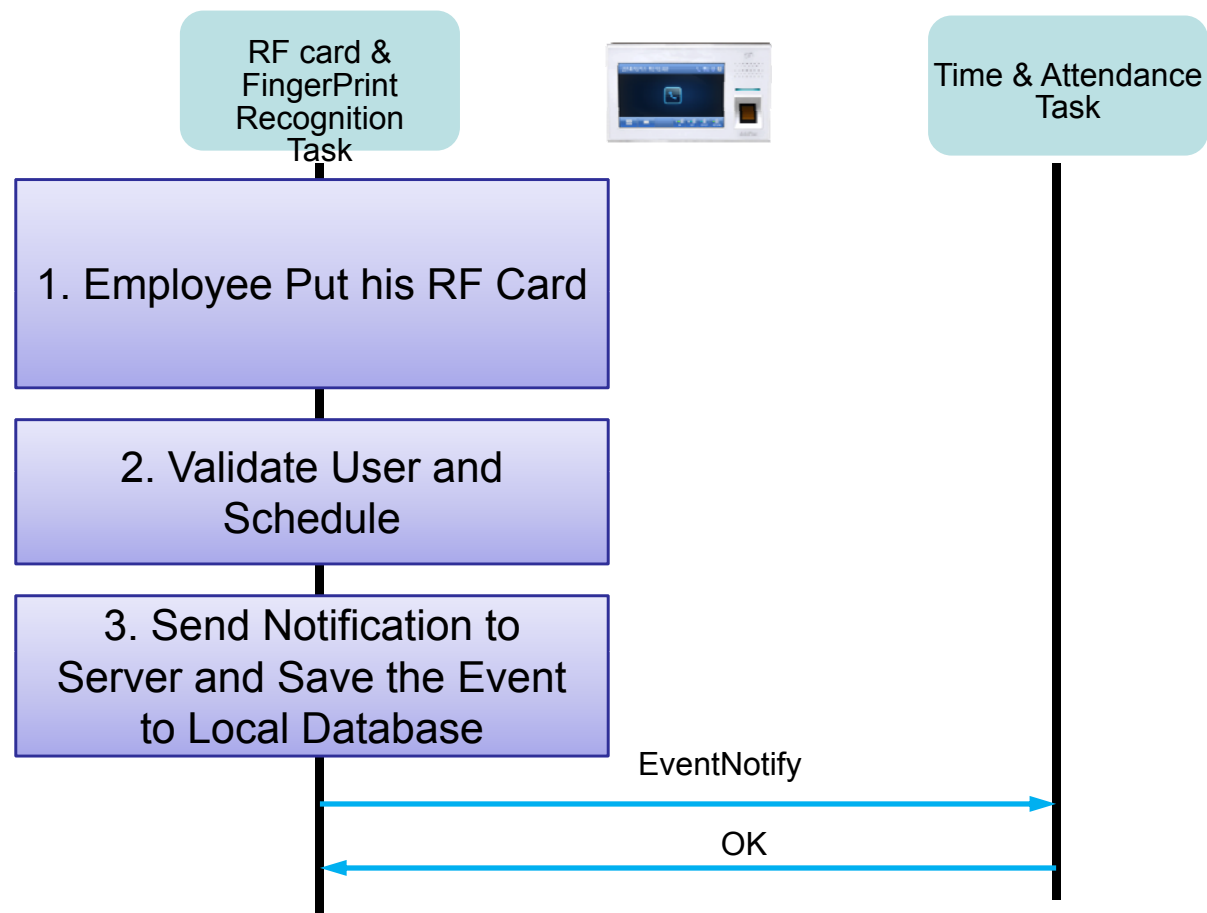 RF card &
FingerPrint
Recognition
Task
Time & Attendance
Task
1. Employee Put his RF Card
2. Validate User and
Schedule
3. Send Notification to
Server and Save the Event
to Local Database
EventNotify
OK